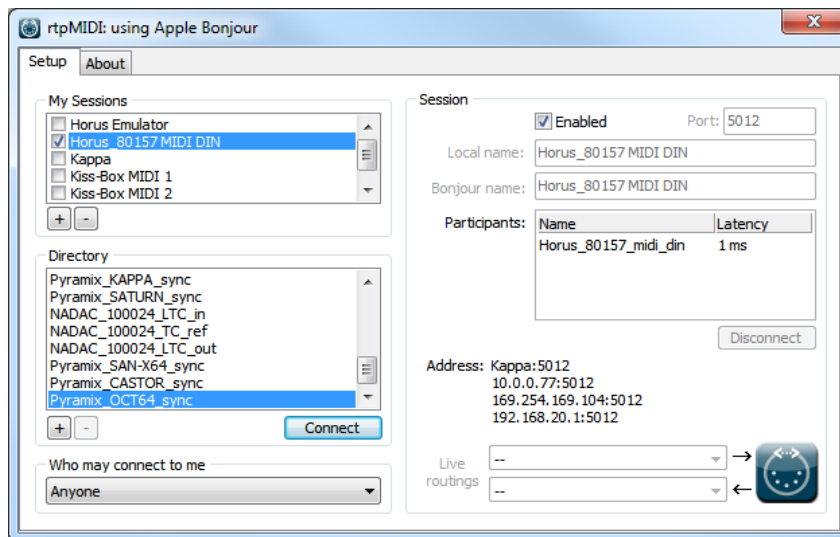 rtpMIDI: using Apple Bonjour
Setup
About
My Sessions
Horus Emulator
Horus_80157 MIDI DIN
Kappa
Kiss-Box MIDI 1
Kiss-Box MIDI 2
+ -
Directory
Pyramix_KAPPA_sync
Pyramix_SATURN_sync
NADAC_100024_LTC_in
NADAC_100024_TC_ref
NADAC_100024_LTC_out
Pyramix_SAN-X64_sync
Pyramix_CASTOR_sync
Pyramix_OCT64_sync
+ - Connect
Who may connect to me
Anyone
Session
Enabled Port: 5012
Local name: Horus_80157 MIDI DIN
Bonjour name: Horus_80157 MIDI DIN
Participants: Name Latency
Horus_80157_midi_din 1 ms
Disconnect
Address: Kappa:5012
10.0.0.77:5012
169.254.169.104:5012
192.168.20.1:5012
Live routings
--
--